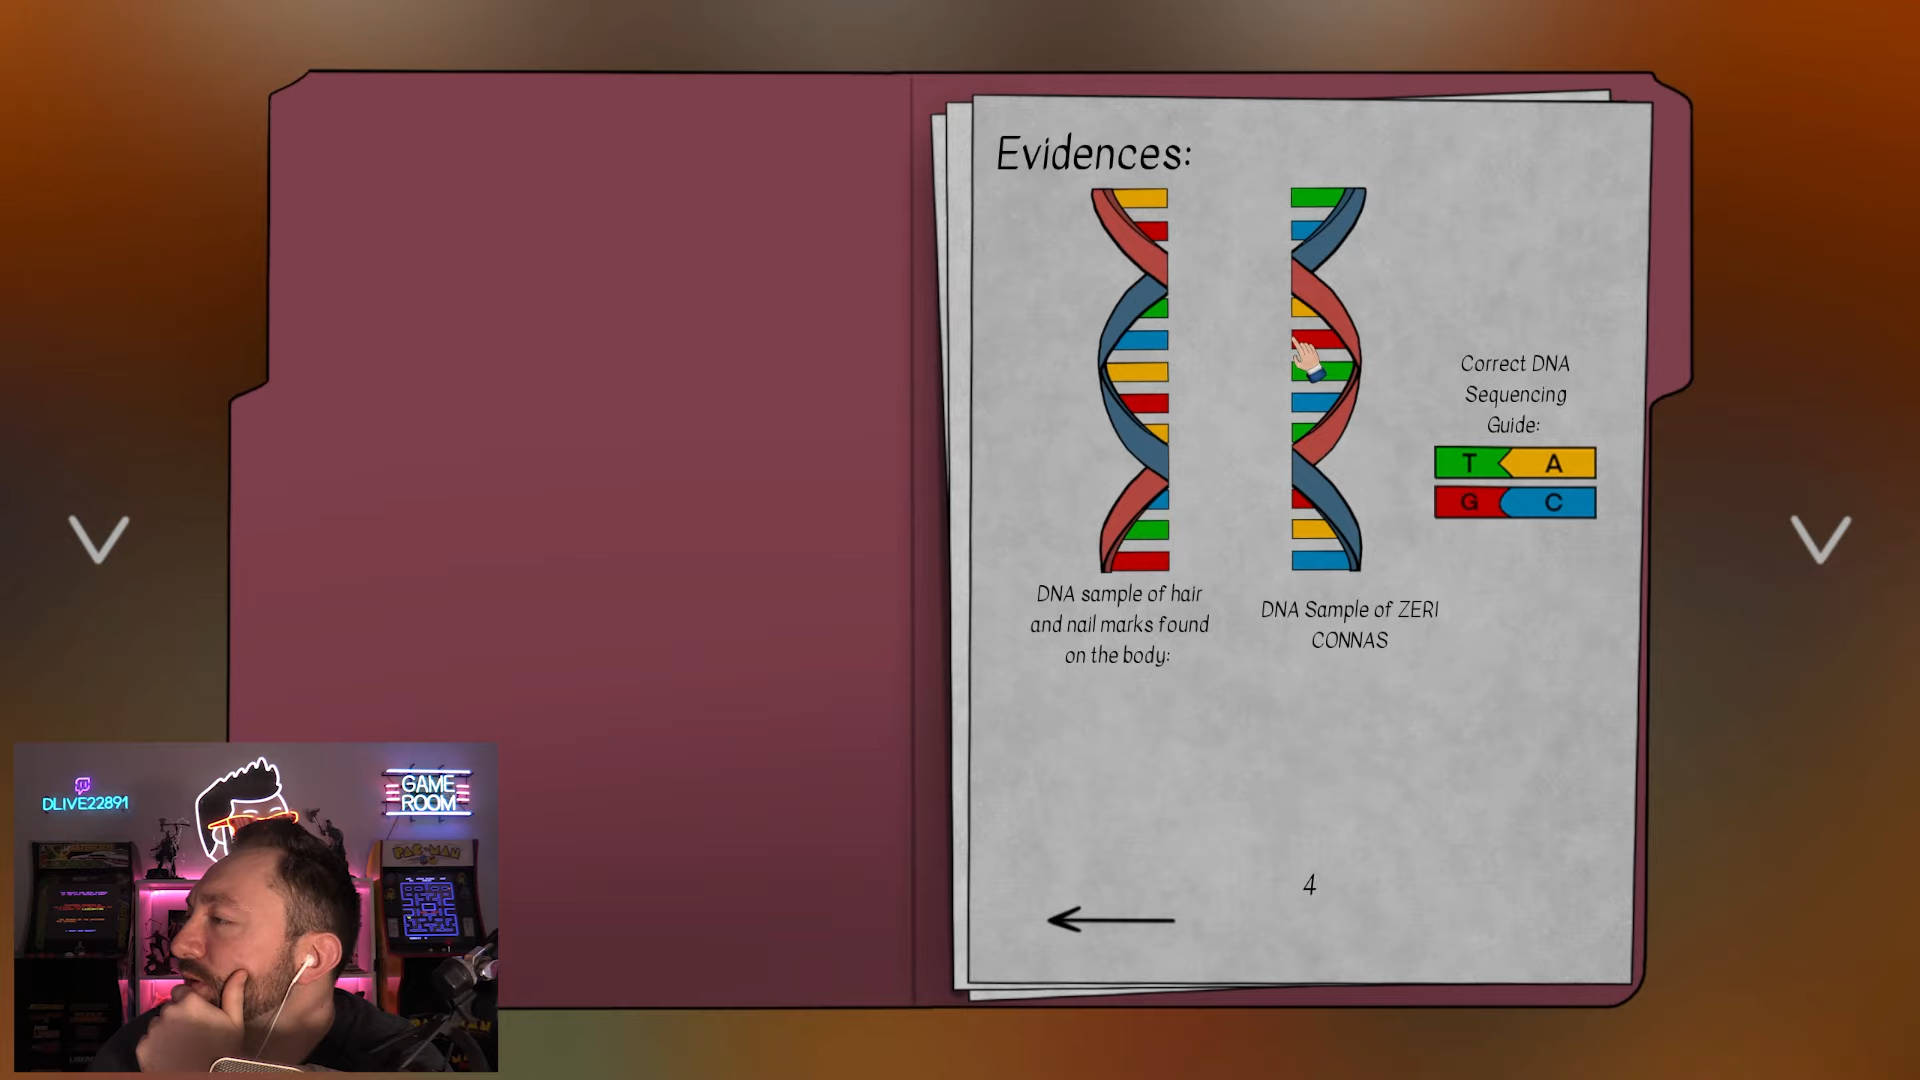 Evidences:
Correct DNA
Sequencing
Guide:
T A
G C
DNA sample of hair
and nail marks found
on the body:
DNA Sample of ZERI
CONNAS
4
DLIVE22891
GAME
ROOM
PAC-MAN